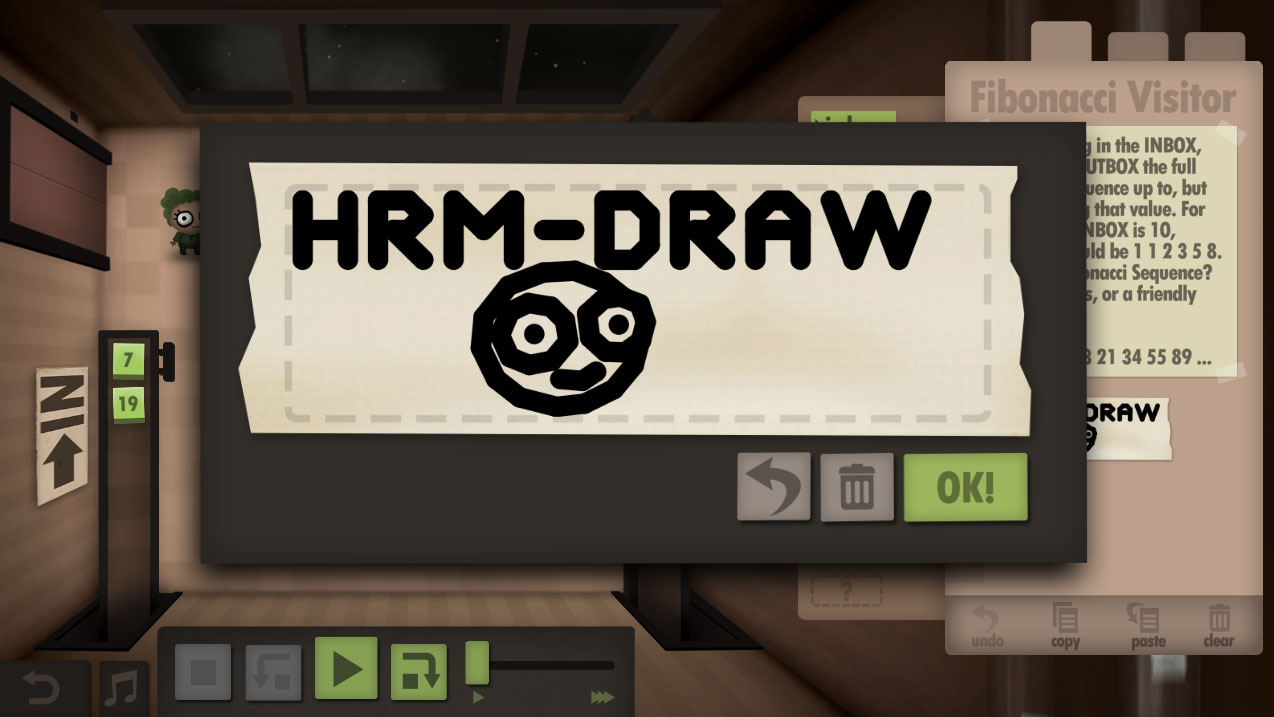 Fibonacci Visitor
in the INBOX,
UTBOX the full
uence up to, but
that value. For
NBOX is 10,
uld be 1 1 2 3 5 8.
onacci Sequence?
s, or a friendly
3 21 34 55 89 ...
HRM-DRAW
7
19
IN
DRAW
OK!
?
undo
copy
paste
clear